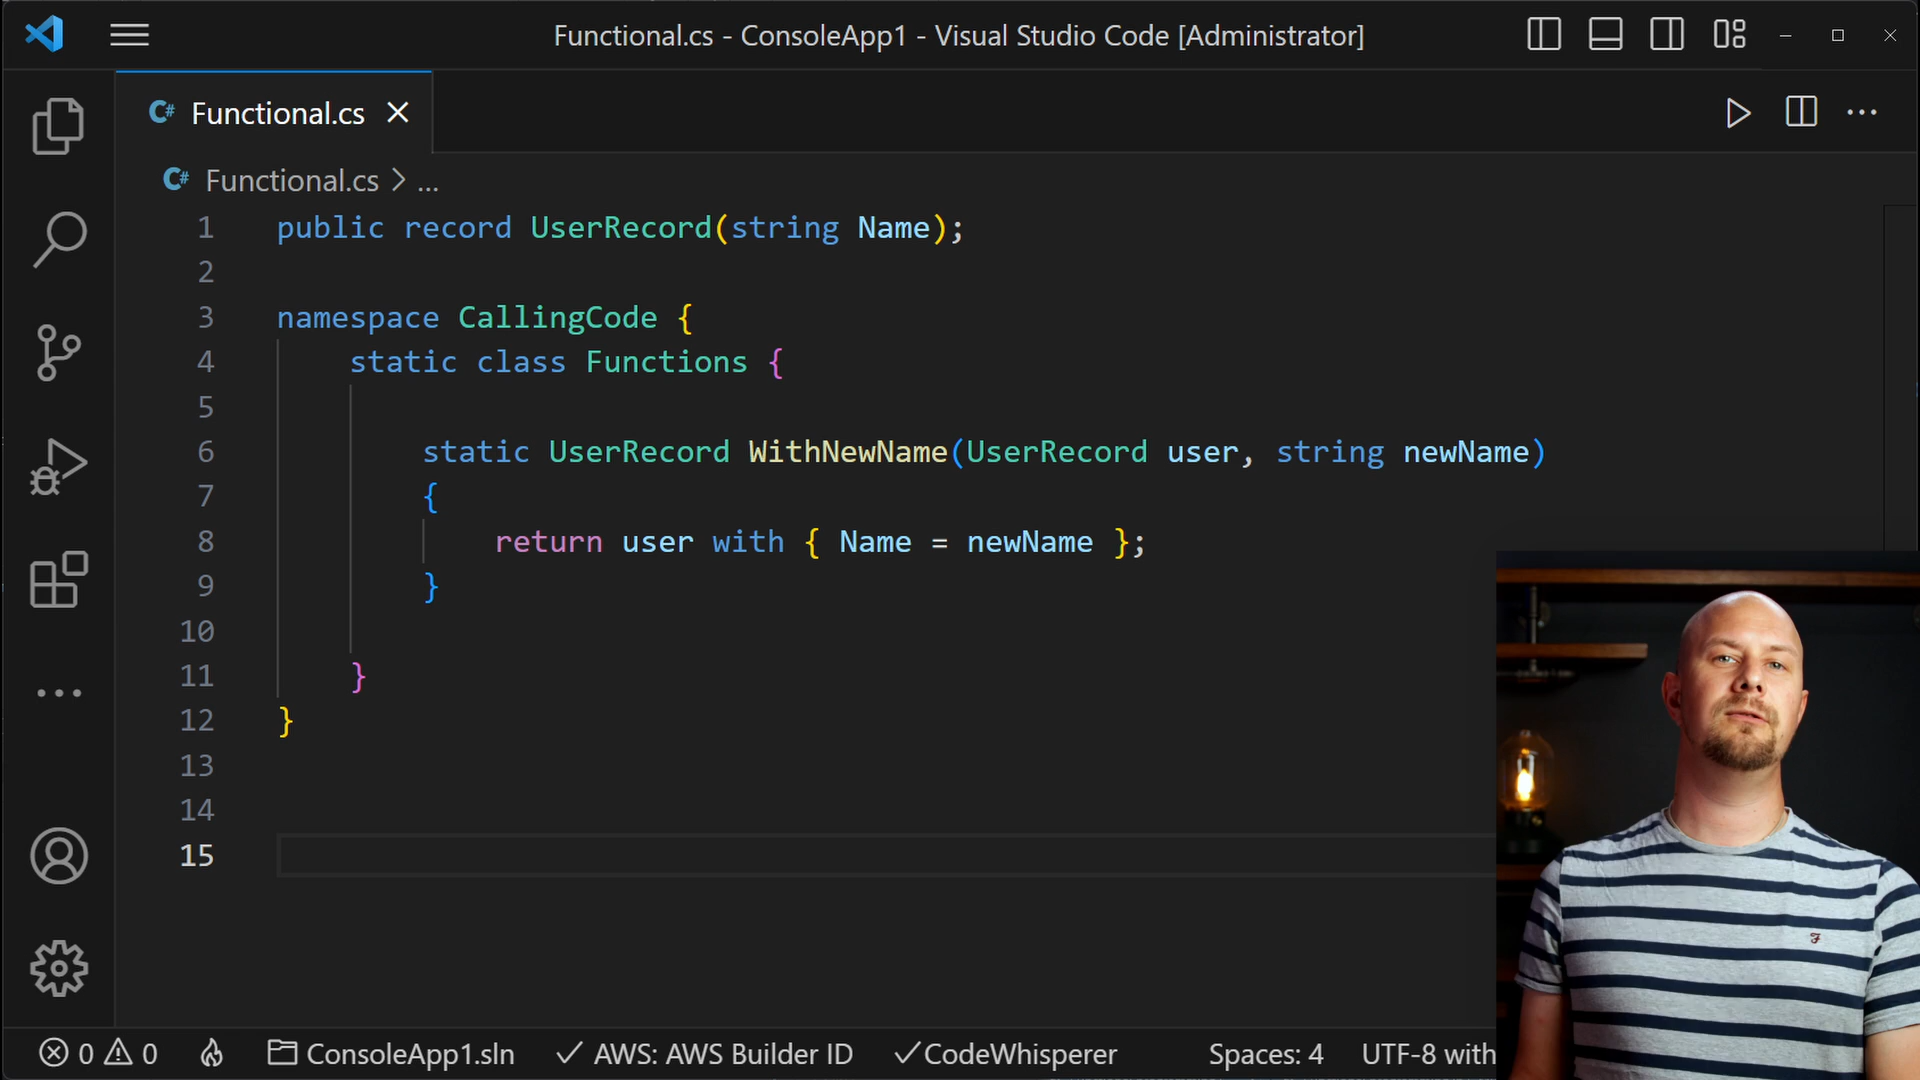 Functional.cs - ConsoleApp1 - Visual Studio Code [Administrator]
C# Functional.cs
C# Functional.cs > ...
1 public record UserRecord(string Name);
2
3 namespace CallingCode {
4 static class Functions {
5
6 static UserRecord WithNewName(UserRecord user, string newName)
7 {
8 return user with { Name = newName };
9 }
10
11 }
12 }
13
14
15
0 0 ConsoleApp1.sln AWS: AWS Builder ID CodeWhisperer Spaces: 4 UTF-8 with